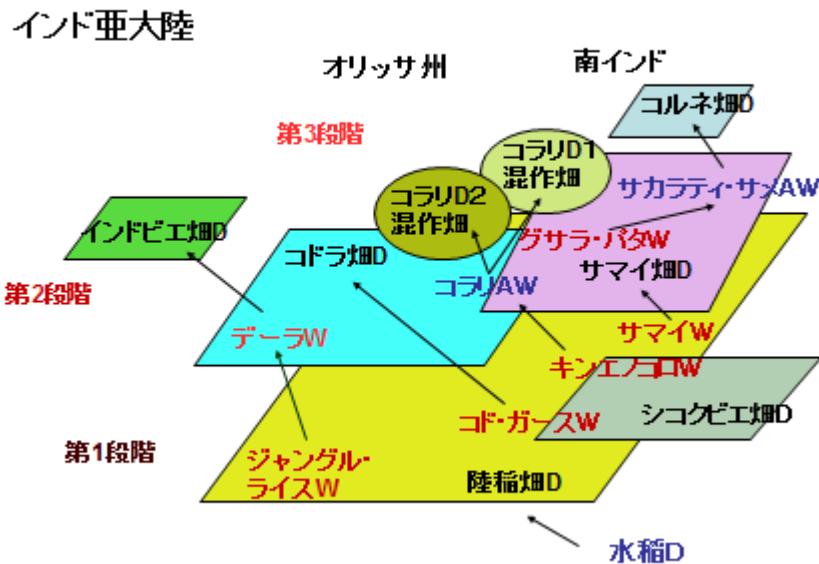 インド亜大陸
オリッサ州
南インド
コルネ畑D
第3段階
コラリD1
混作畑
サカラティ・サメAW
コラリD2
混作畑
インドビエ畑D
グサラ・パタW
コドラ畑D
サマイ畑D
コラリAW
第2段階
デーラW
サマイW
キンエノコロW
コド・ガースW
シコクビエ畑D
第1段階
ジャングル・
ライスW
陸稲畑D
水稲D